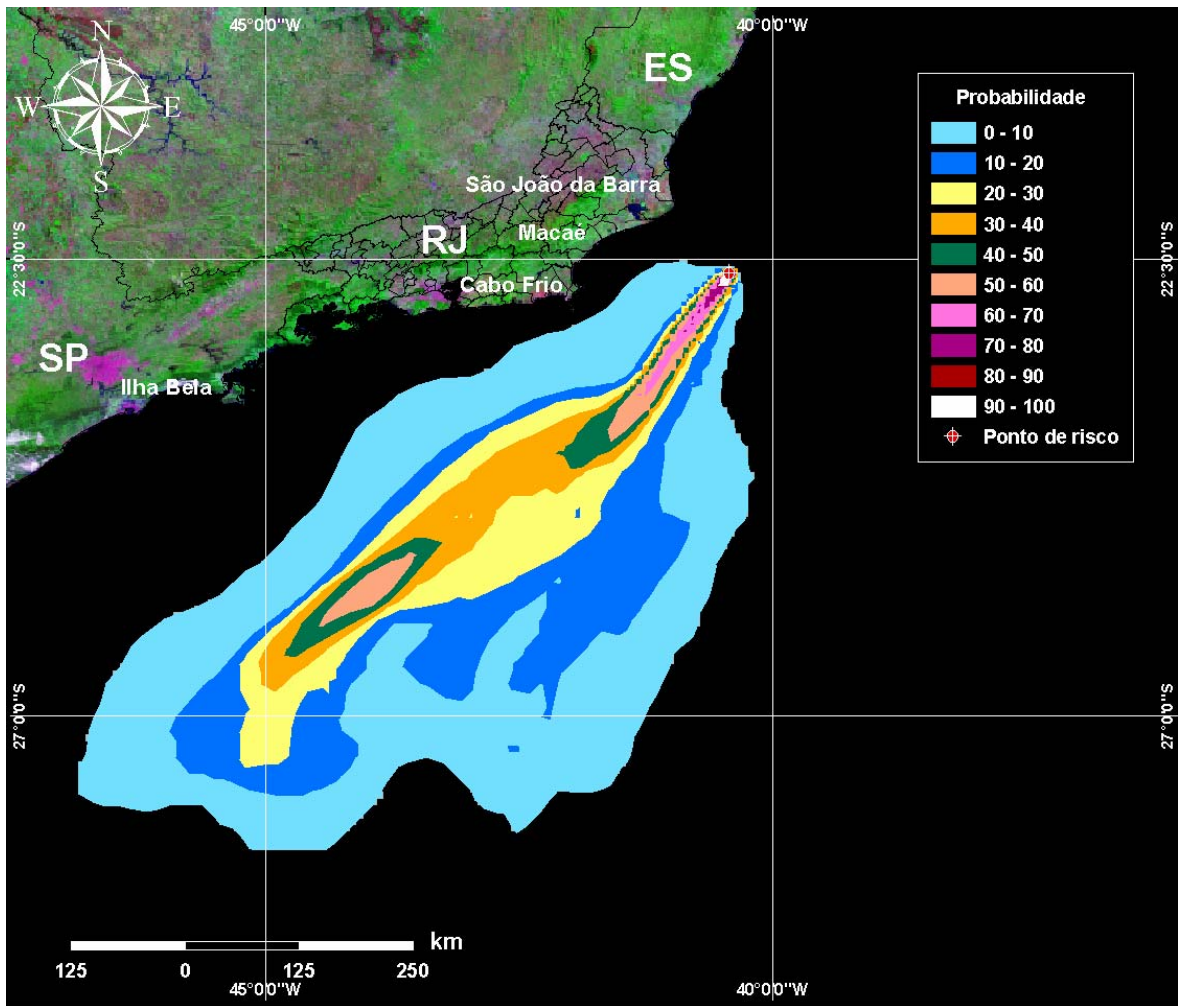 45°0'0"W
40°0'0"W
N
W
E
S
ES
Probabilidade
0 - 10
10 - 20
20 - 30
30 - 40
40 - 50
50 - 60
60 - 70
70 - 80
80 - 90
90 - 100
Ponto de risco
São João da Barra
Macaé
RJ
Cabo Frio
22°30'0"S
22°30'0"S
SP
Ilha Bela
27°0'0"S
27°0'0"S
km
125
0
125
250
45°0'0"W
40°0'0"W